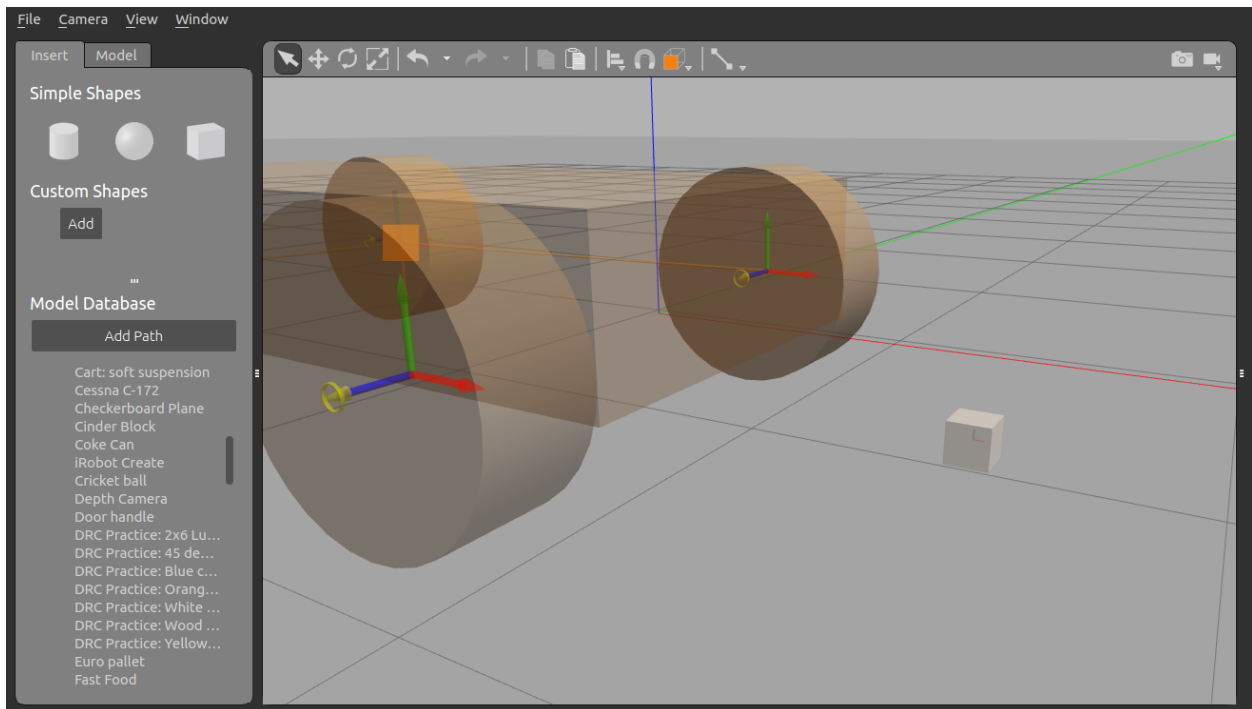 File Camera View Window
Insert Model
Simple Shapes
Custom Shapes
Add
Model Database
Add Path
Cart: soft suspension
Cessna C-172
Checkerboard Plane
Cinder Block
Coke Can
iRobot Create
Cricket ball
Depth Camera
Door handle
DRC Practice: 2x6 Lu...
DRC Practice: 45 de...
DRC Practice: Blue c...
DRC Practice: Orang...
DRC Practice: White ...
DRC Practice: Wood ...
DRC Practice: Yellow...
Euro pallet
Fast Food